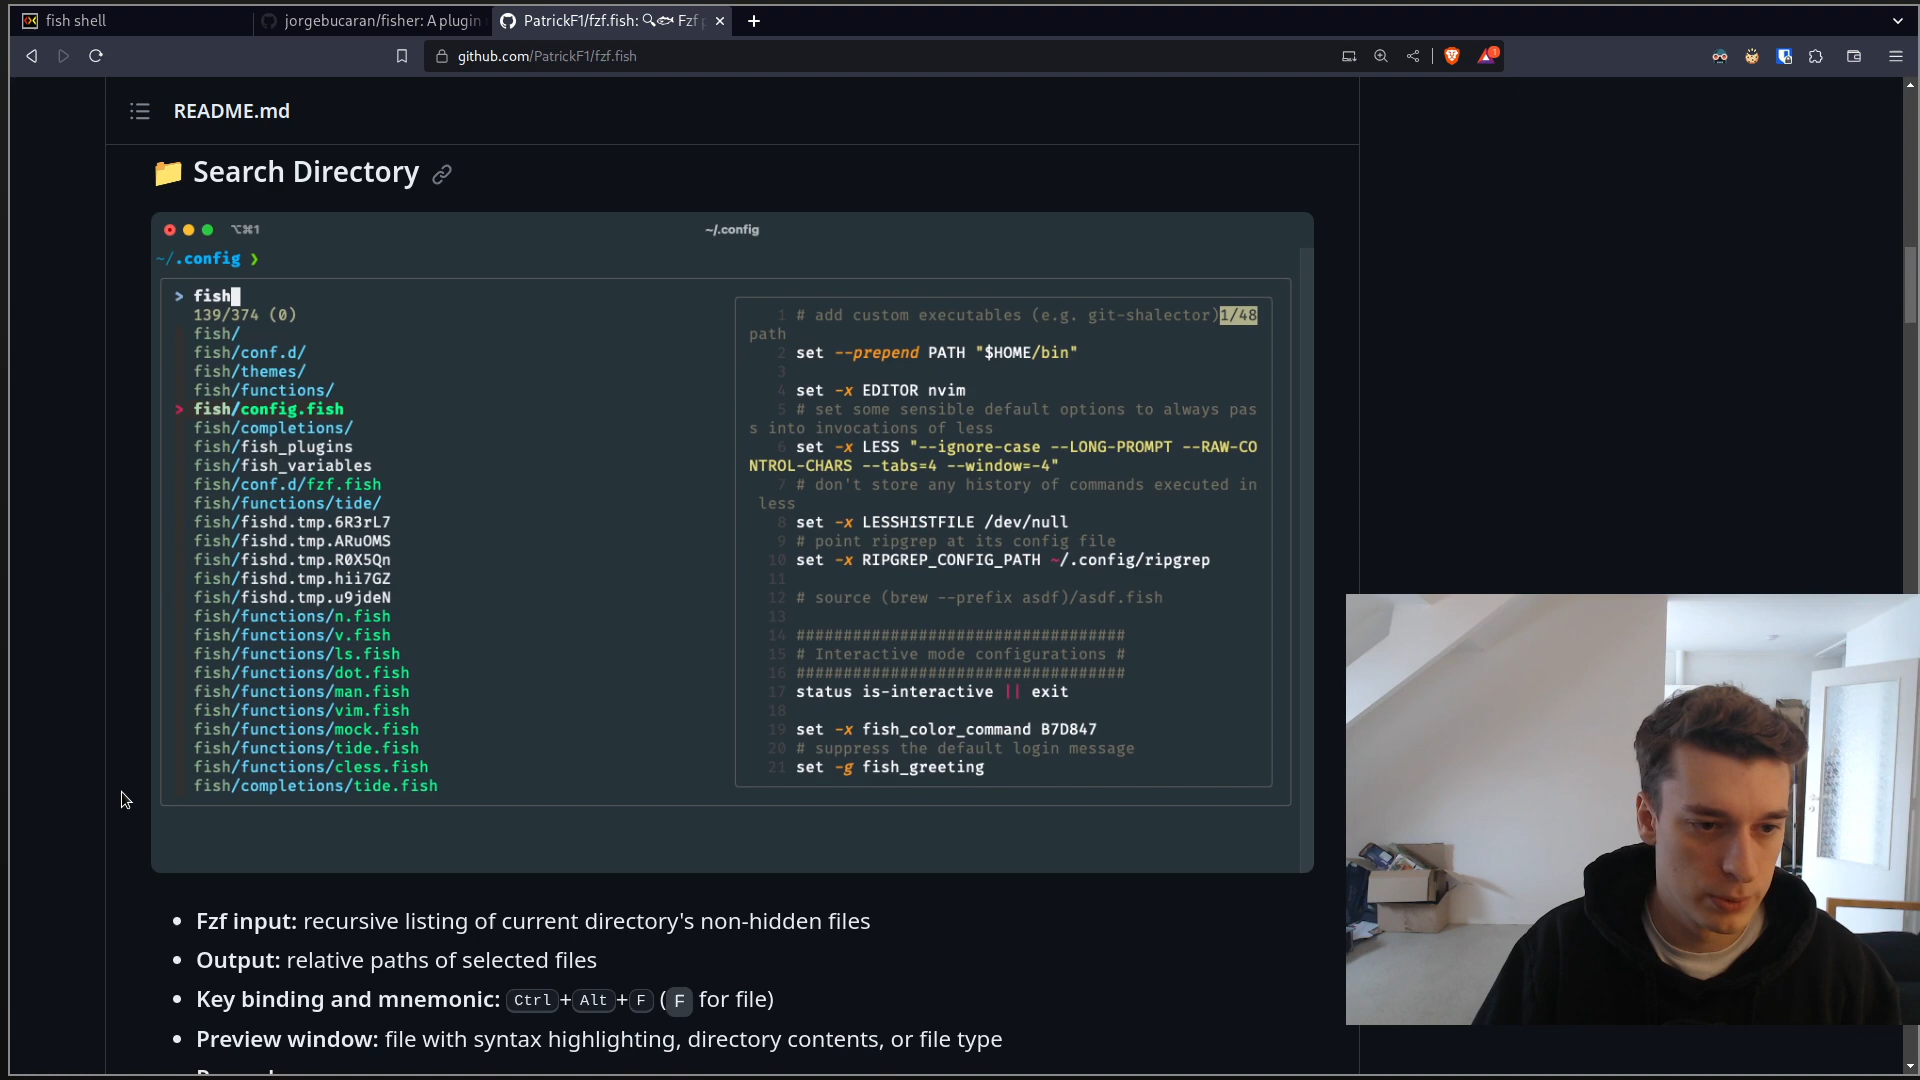 fish shell
jorgebucaran/fisher: A plugin
PatrickF1/fzf.fish: 🔍🐟 Fzf
github.com/PatrickF1/fzf.fish
1
README.md
📁 Search Directory
⌥⌘1
~/.config
~/.config ❯
> fish
139/374 (0)
fish/
fish/conf.d/
fish/themes/
fish/functions/
> fish/config.fish
fish/completions/
fish/fish_plugins
fish/fish_variables
fish/conf.d/fzf.fish
fish/functions/tide/
fish/fishd.tmp.6R3rL7
fish/fishd.tmp.ARuOMS
fish/fishd.tmp.R0X5Qn
fish/fishd.tmp.hii7GZ
fish/fishd.tmp.u9jdeN
fish/functions/n.fish
fish/functions/v.fish
fish/functions/ls.fish
fish/functions/dot.fish
fish/functions/man.fish
fish/functions/vim.fish
fish/functions/mock.fish
fish/functions/tide.fish
fish/functions/cless.fish
fish/completions/tide.fish
1 # add custom executables (e.g. git-shalector) 1/48
path
2 set --prepend PATH "$HOME/bin"
3
4 set -x EDITOR nvim
5 # set some sensible default options to always pas
s into invocations of less
6 set -x LESS "--ignore-case --LONG-PROMPT --RAW-CO
NTROL-CHARS --tabs=4 --window=-4"
7 # don't store any history of commands executed in
less
8 set -x LESSHISTFILE /dev/null
9 # point ripgrep at its config file
10 set -x RIPGREP_CONFIG_PATH ~/.config/ripgrep
11
12 # source (brew --prefix asdf)/asdf.fish
13
14 ###################################
15 # Interactive mode configurations #
16 ###################################
17 status is-interactive || exit
18
19 set -x fish_color_command B7D847
20 # suppress the default login message
21 set -g fish_greeting
• Fzf input: recursive listing of current directory's non-hidden files
• Output: relative paths of selected files
• Key binding and mnemonic: Ctrl+Alt+F (F for file)
• Preview window: file with syntax highlighting, directory contents, or file type